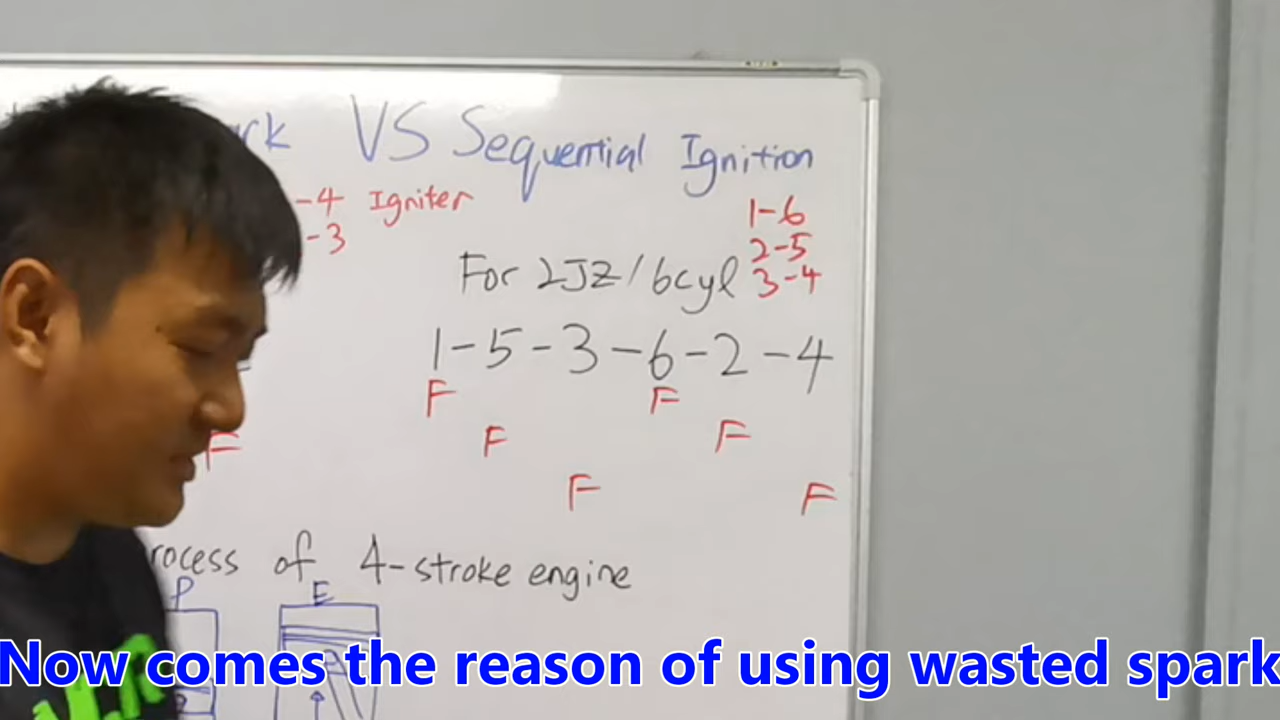 VS Sequential Ignition
-4 Igniter
-3
1-6
2-5
3-4
For 2JZ/6cyl
1-5-3-6-2-4
F F
F F
F
F F
rocess of 4-stroke engine
P E
Now comes the reason of using wasted spark